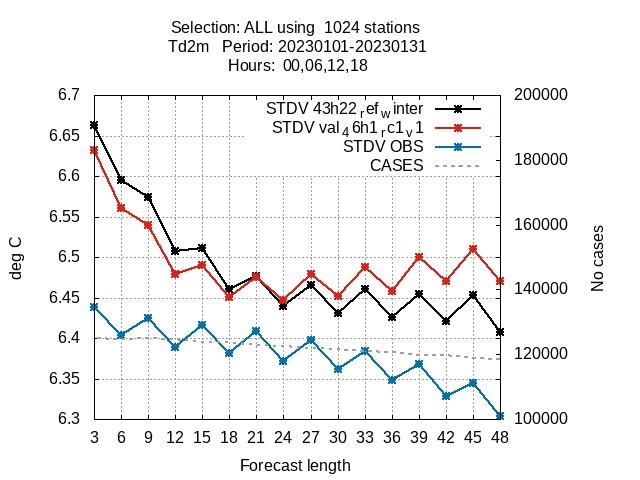 Selection: ALL using  1024 stations
Td2m   Period: 20230101-20230131
Hours:  00,06,12,18
6.7 200000
STDV 43h22 refwinter
6.65 STDV val46h1rc1v1
STDV OBS
6.6 CASES 180000
6.55 160000
deg C 6.5 No cases
6.45 140000
6.4
6.35 120000
6.3 100000
3 6 9 12 15 18 21 24 27 30 33 36 39 42 45 48
Forecast length